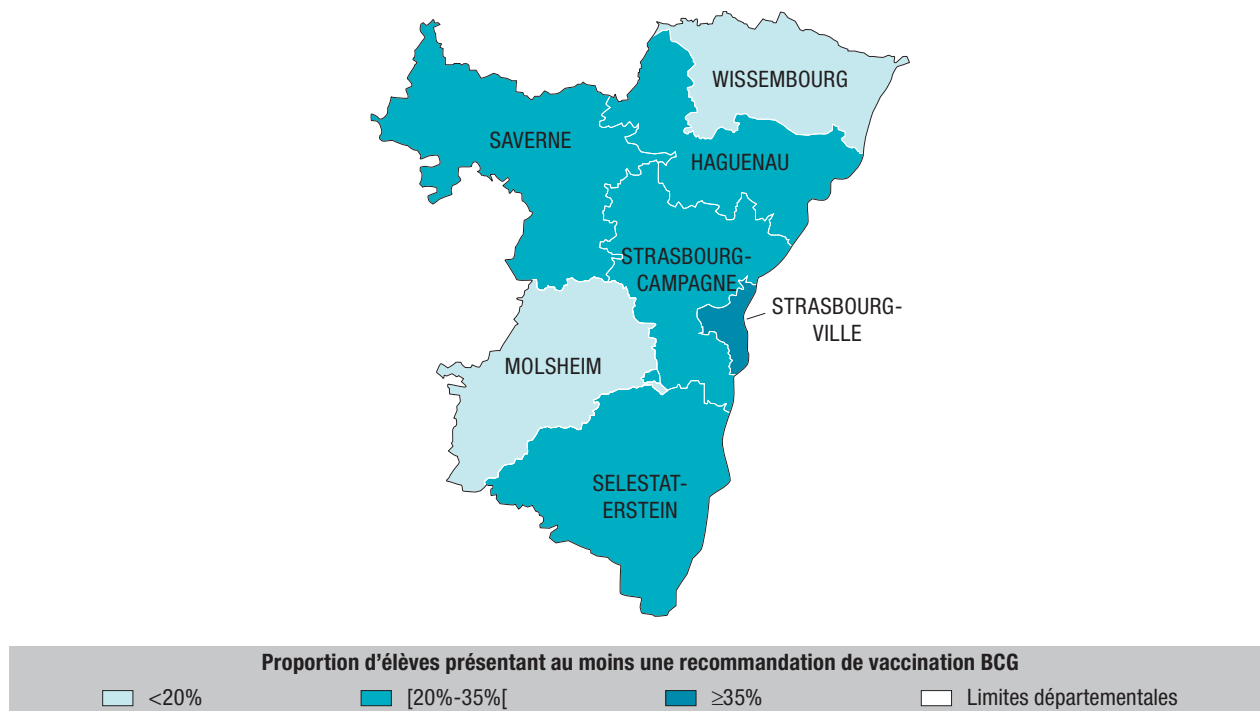 WISSEMBOURG
SAVERNE
HAGUENAU
STRASBOURG-
CAMPAGNE
STRASBOURG-
VILLE
MOLSHEIM
SELESTAT-
ERSTEIN
Proportion d'élèves présentant au moins une recommandation de vaccination BCG
<20% [20%-35%[ ≥35% Limites départementales